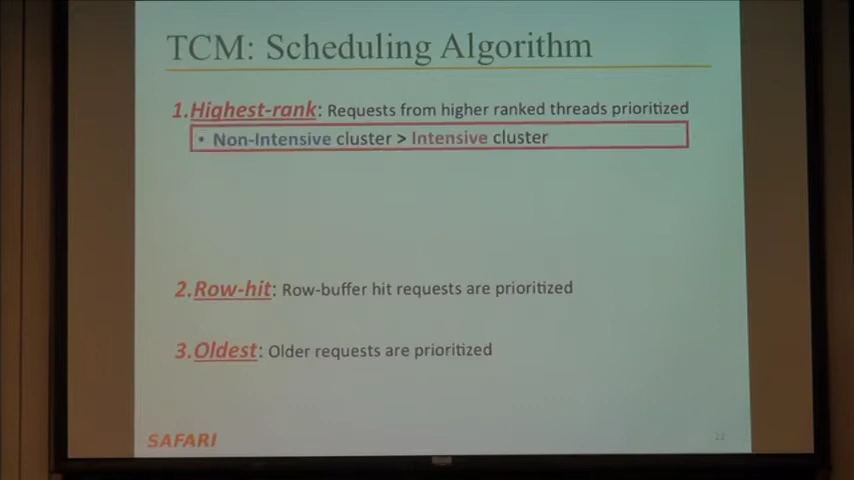 TCM: Scheduling Algorithm
1.Highest-rank: Requests from higher ranked threads prioritized
• Non-Intensive cluster > Intensive cluster
2.Row-hit: Row-buffer hit requests are prioritized
3.Oldest: Older requests are prioritized
SAFARI